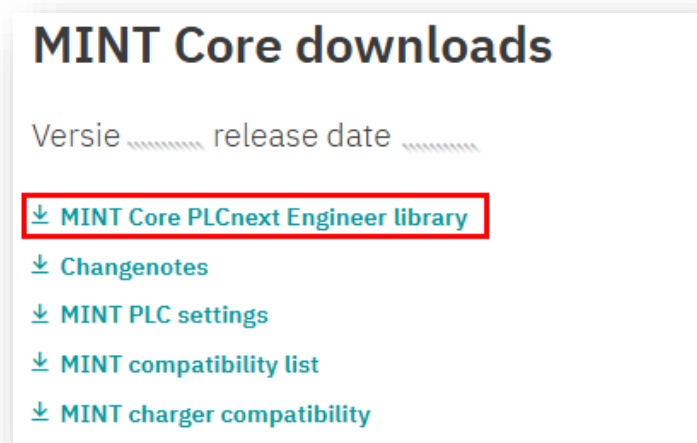 MINT Core downloads
Versie release date
MINT Core PLCnext Engineer library
Changenotes
MINT PLC settings
MINT compatibility list
MINT charger compatibility